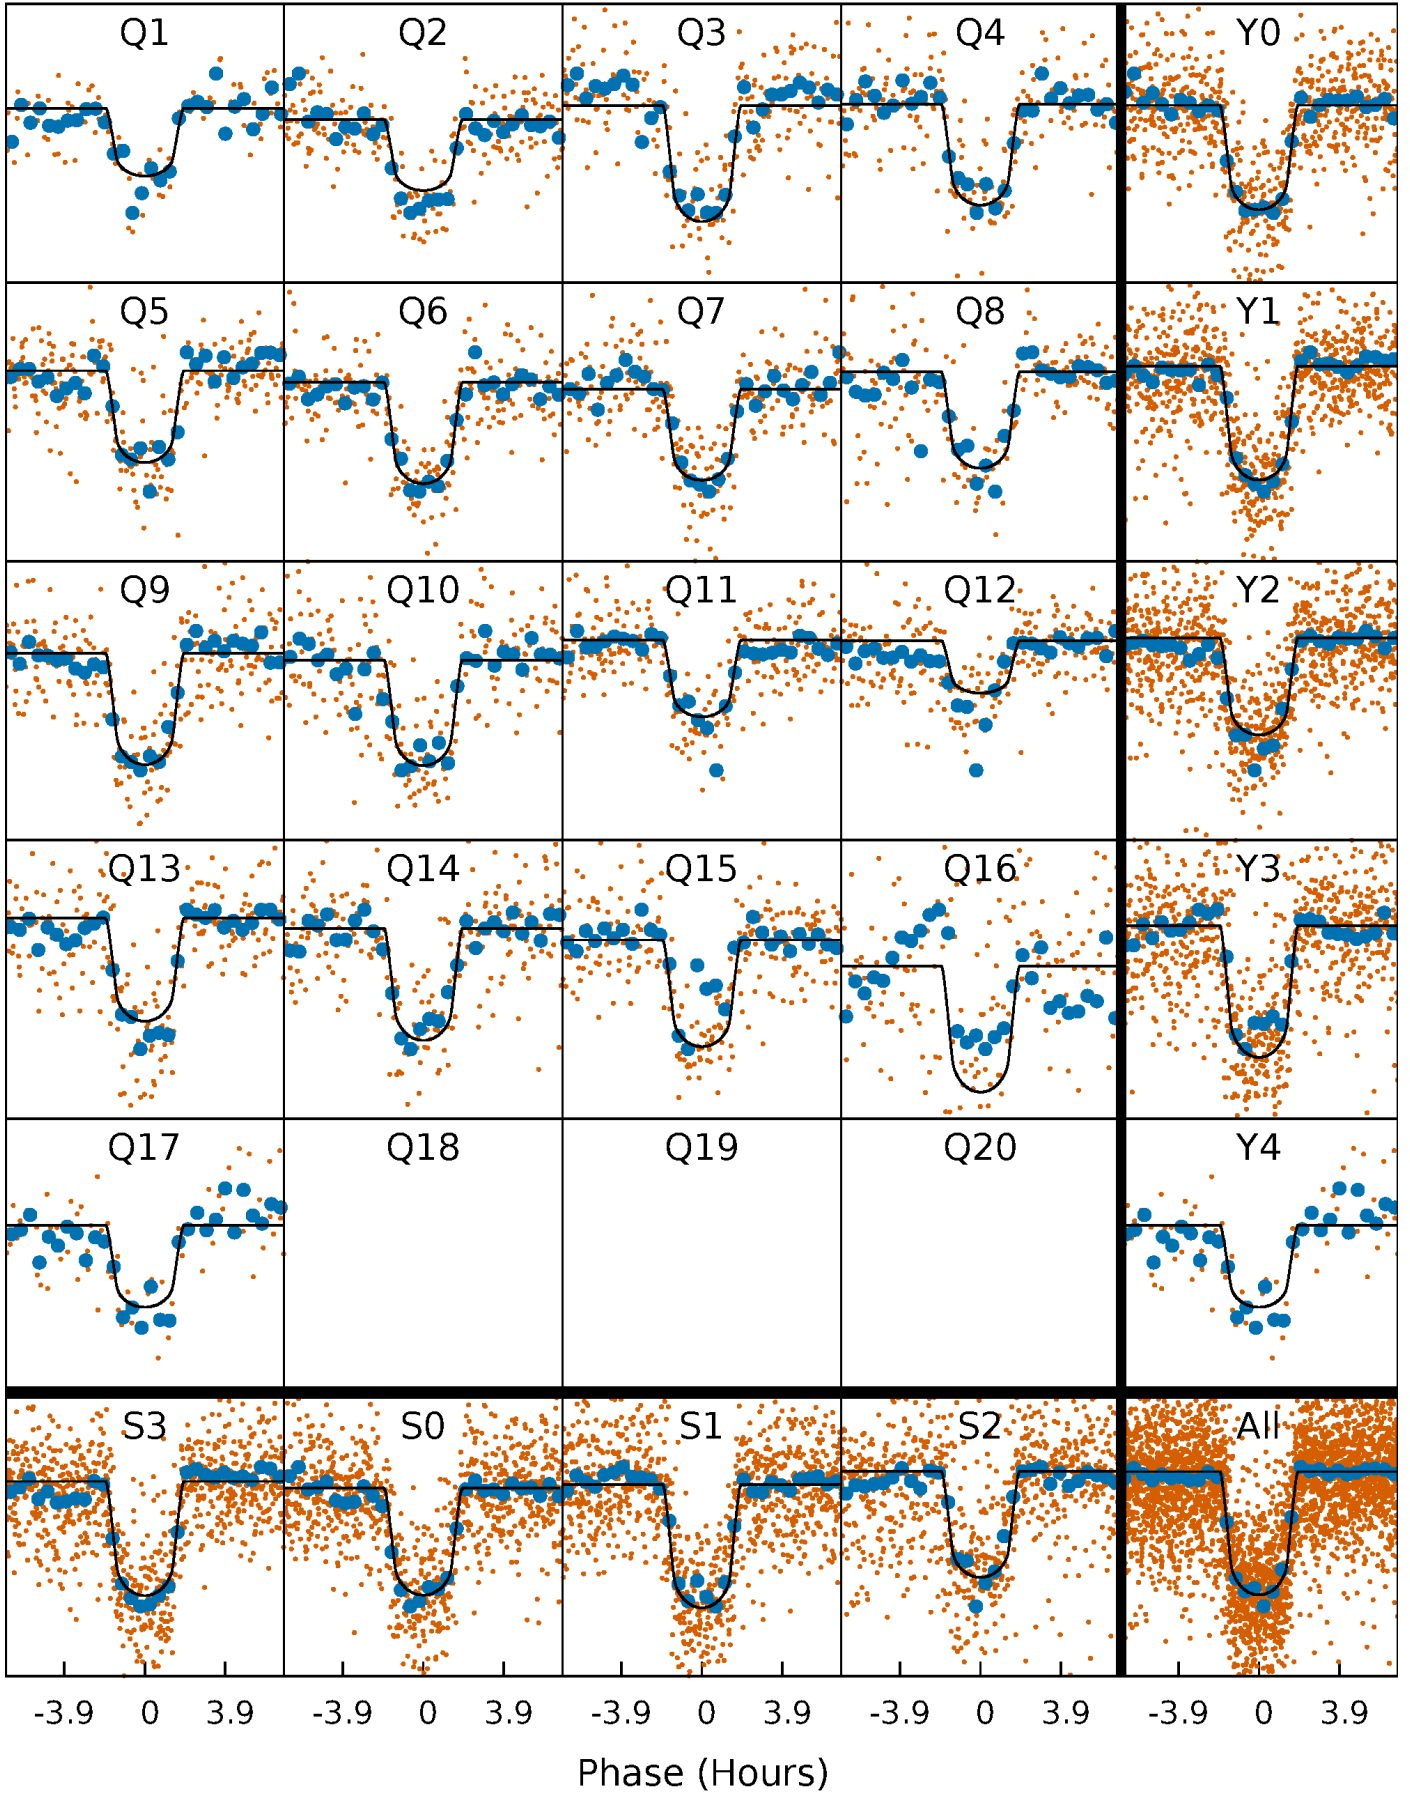 Q1 Q2 Q3 Q4 Y0
Q5 Q6 Q7 Q8 Y1
Q9 Q10 Q11 Q12 Y2
Q13 Q14 Q15 Q16 Y3
Q17 Q18 Q19 Q20 Y4
S3 S0 S1 S2 All
-3.9 0 3.9 -3.9 0 3.9 -3.9 0 3.9 -3.9 0 3.9 -3.9 0 3.9
Phase (Hours)